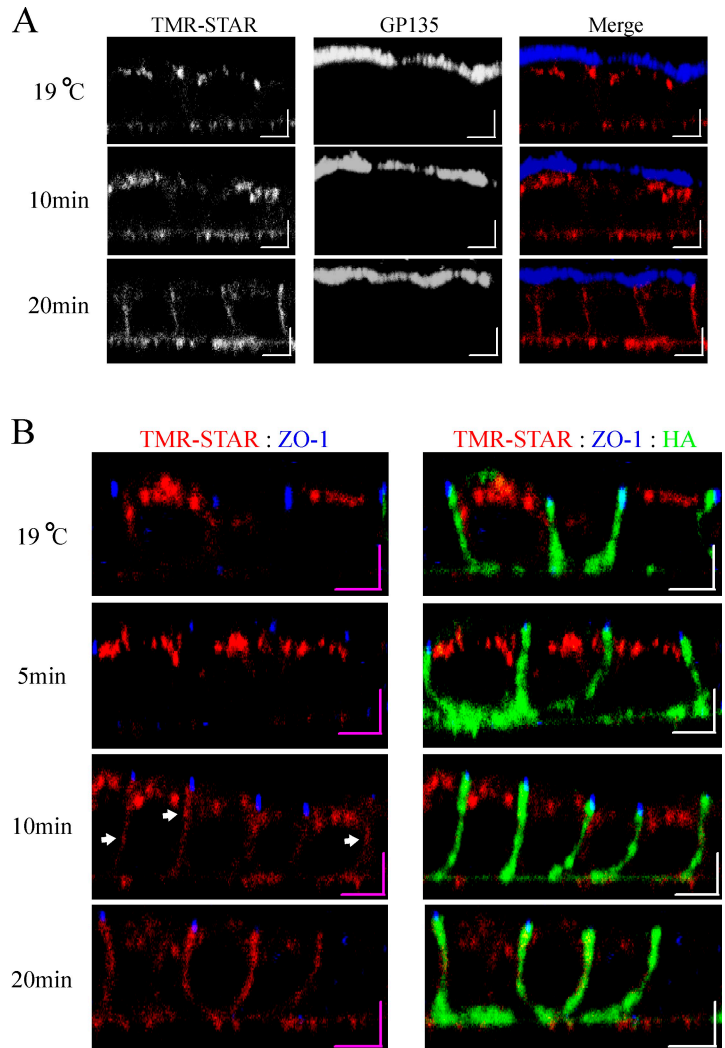 A
TMR-STAR GP135 Merge
19 °C
10min
20min
B
TMR-STAR : ZO-1 TMR-STAR : ZO-1 : HA
19 °C
5min
10min
20min